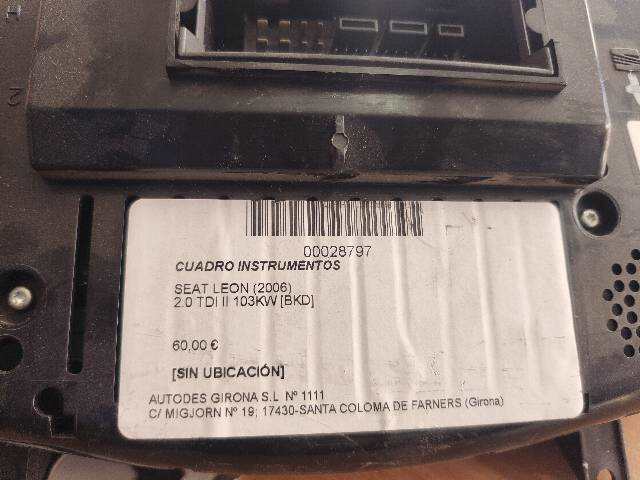 00028797
CUADRO INSTRUMENTOS
SEAT LEON (2006)
2.0 TDI II 103KW [BKD]
60,00 €
[SIN UBICACIÓN]
AUTODES GIRONA S.L Nº 1111
C/ MIGJORN Nº 19; 17430-SANTA COLOMA DE FARNERS (Girona)
2